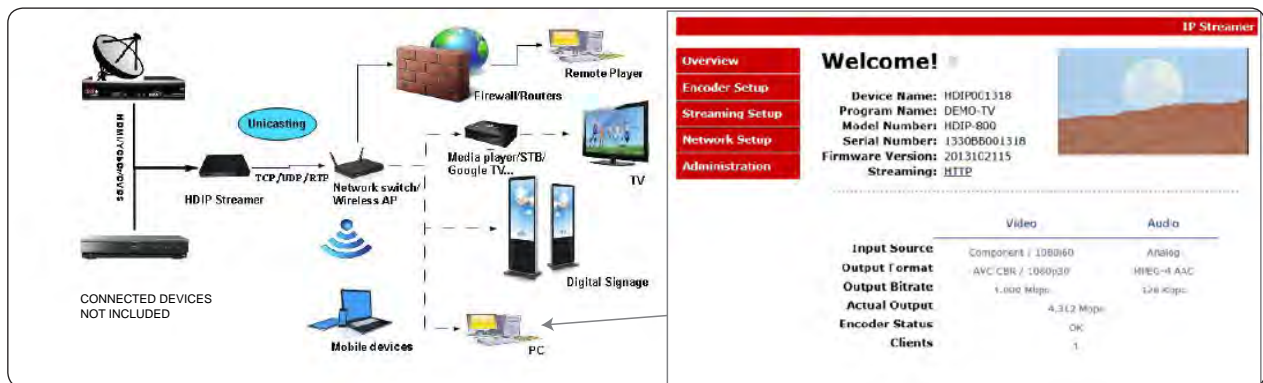 HDMI/YCPD/CVBS
HDIP Streamer
Unicasting
TCP/UDP/RTP
Network switch/
Wireless AP
Firewall/Routers
Remote Player
Media player/STB/
Google TV...
TV
Digital Signage
Mobile devices
PC
CONNECTED DEVICES
NOT INCLUDED
IP Streamer
Overview
Encoder Setup
Streaming Setup
Network Setup
Administration
Welcome!
Device Name: HDIP001318
Program Name: DEMO-TV
Model Number: HDIP-800
Serial Number: 1330BB001318
Firmware Version: 2013102115
Streaming: HTTP
Video Audio
Input Source Component / 1080i60 Analog
Output Format AVC CBR / 1080p30 MPEG-4 AAC
Output Bitrate Mbps 128 Kbps
Actual Output 4.312 Mbps
Encoder Status OK
Clients 1